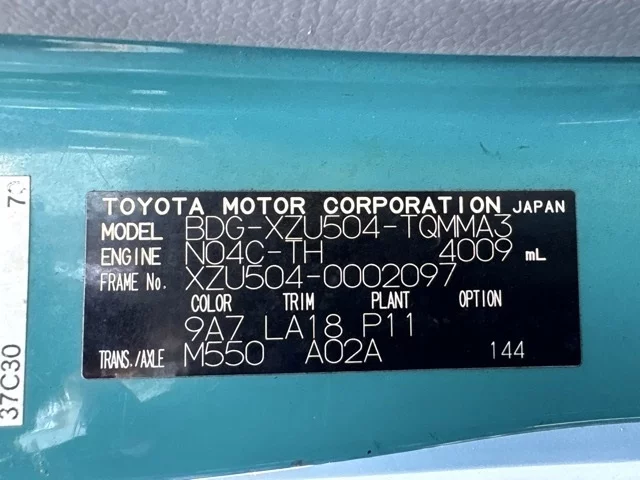 TOYOTA MOTOR CORPORATION JAPAN
MODEL BDG-XZU504-TQMMA3
ENGINE N04C-TH 4009 mL
FRAME No. XZU504-0002097
COLOR TRIM PLANT OPTION
9A7 LA18 P11
TRANS./AXLE M550 A02A 144
37C30